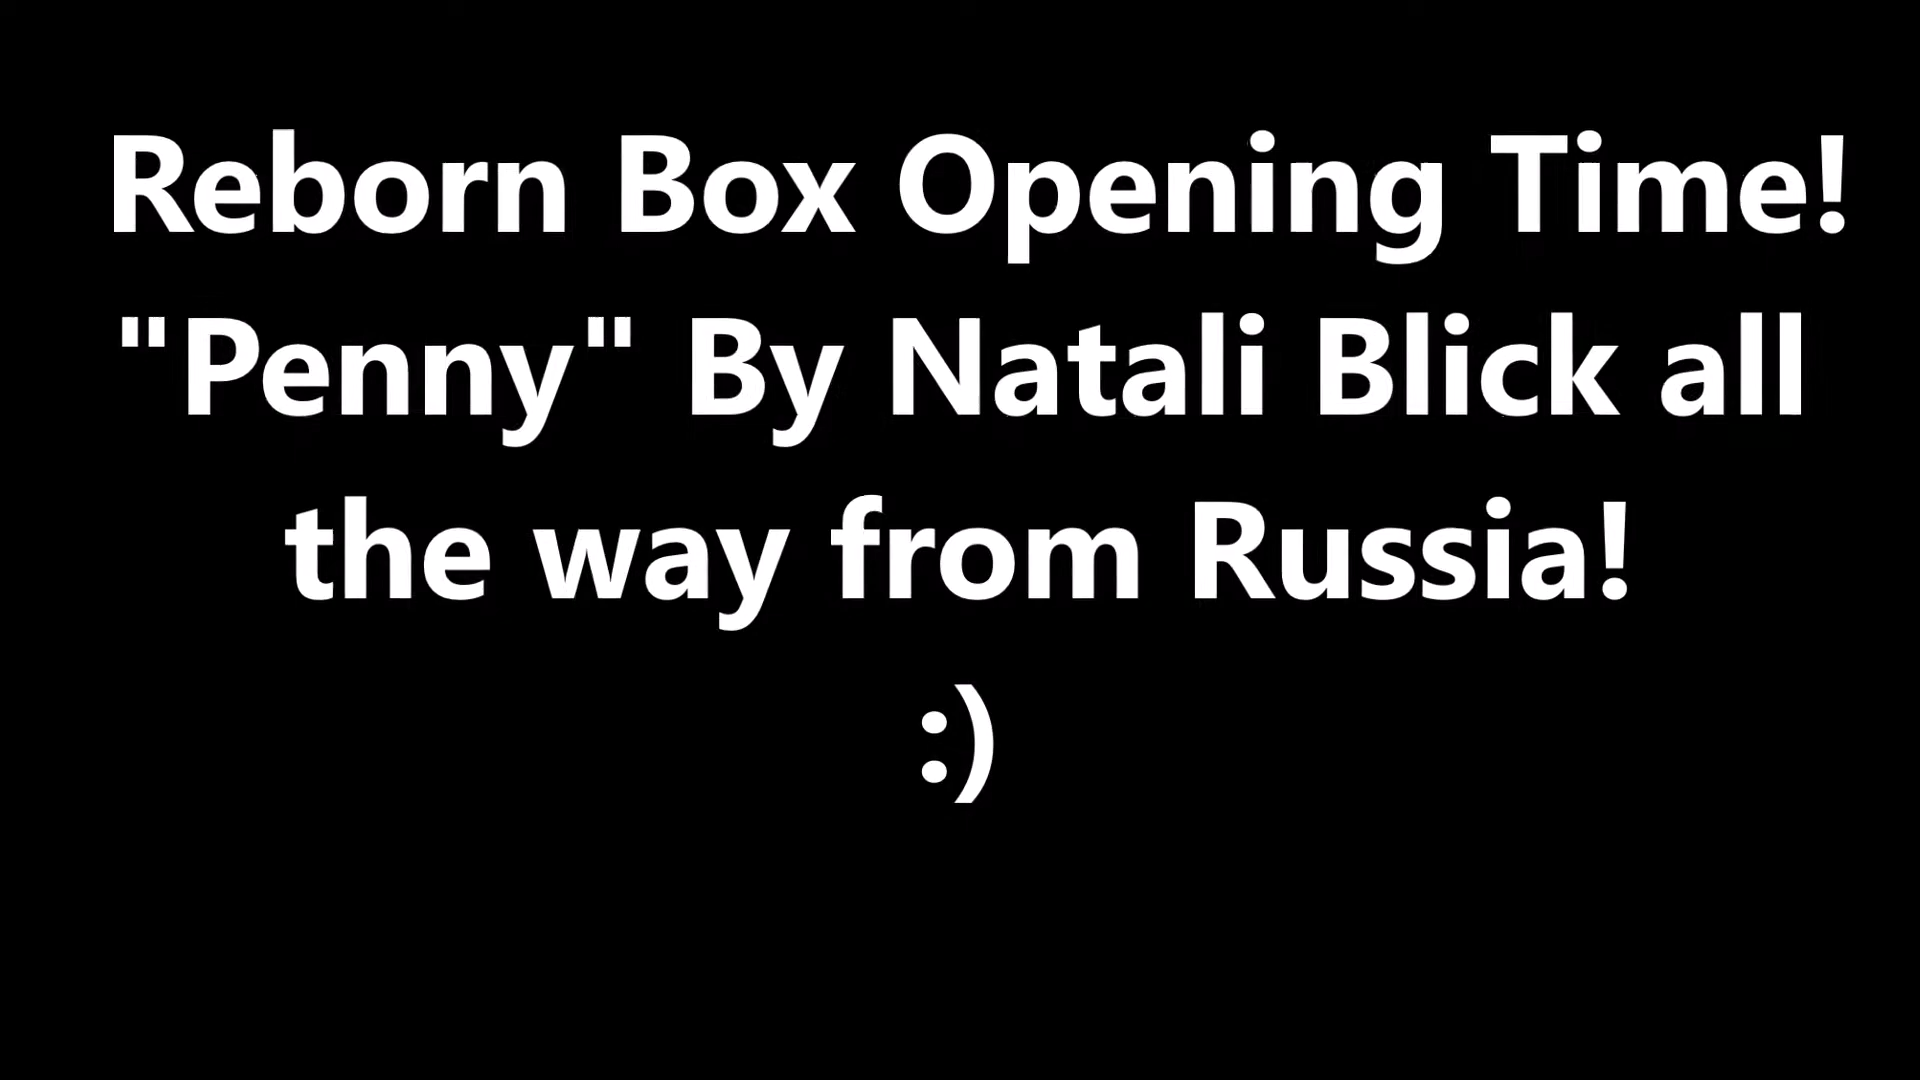 Reborn Box Opening Time!
"Penny" By Natali Blick all
the way from Russia!
:)